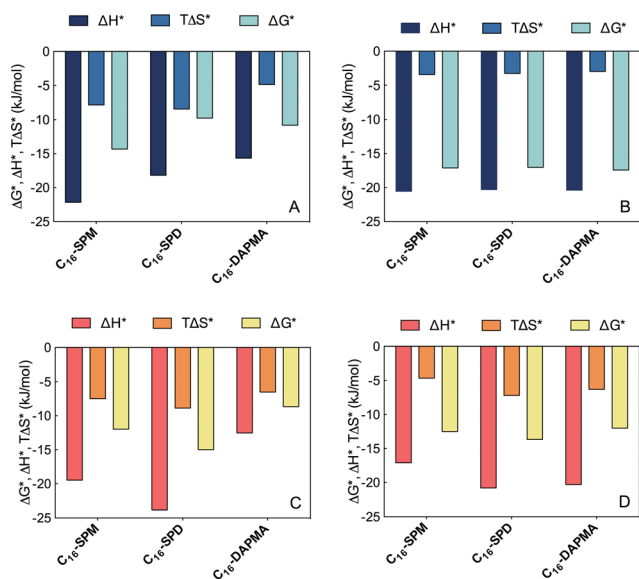 ΔH* TΔS* ΔG*
ΔG*, ΔH*, TΔS* (kJ/mol)
0
-5
-10
-15
-20
-25
A
C16-SPM
C16-SPD
C16-DAPMA
ΔH* TΔS* ΔG*
ΔG*, ΔH*, TΔS* (kJ/mol)
0
-5
-10
-15
-20
-25
B
C16-SPM
C16-SPD
C16-DAPMA
ΔH* TΔS* ΔG*
ΔG*, ΔH*, TΔS* (kJ/mol)
0
-5
-10
-15
-20
-25
C
C16-SPM
C16-SPD
C16-DAPMA
ΔH* TΔS* ΔG*
ΔG*, ΔH*, TΔS* (kJ/mol)
0
-5
-10
-15
-20
-25
D
C16-SPM
C16-SPD
C16-DAPMA